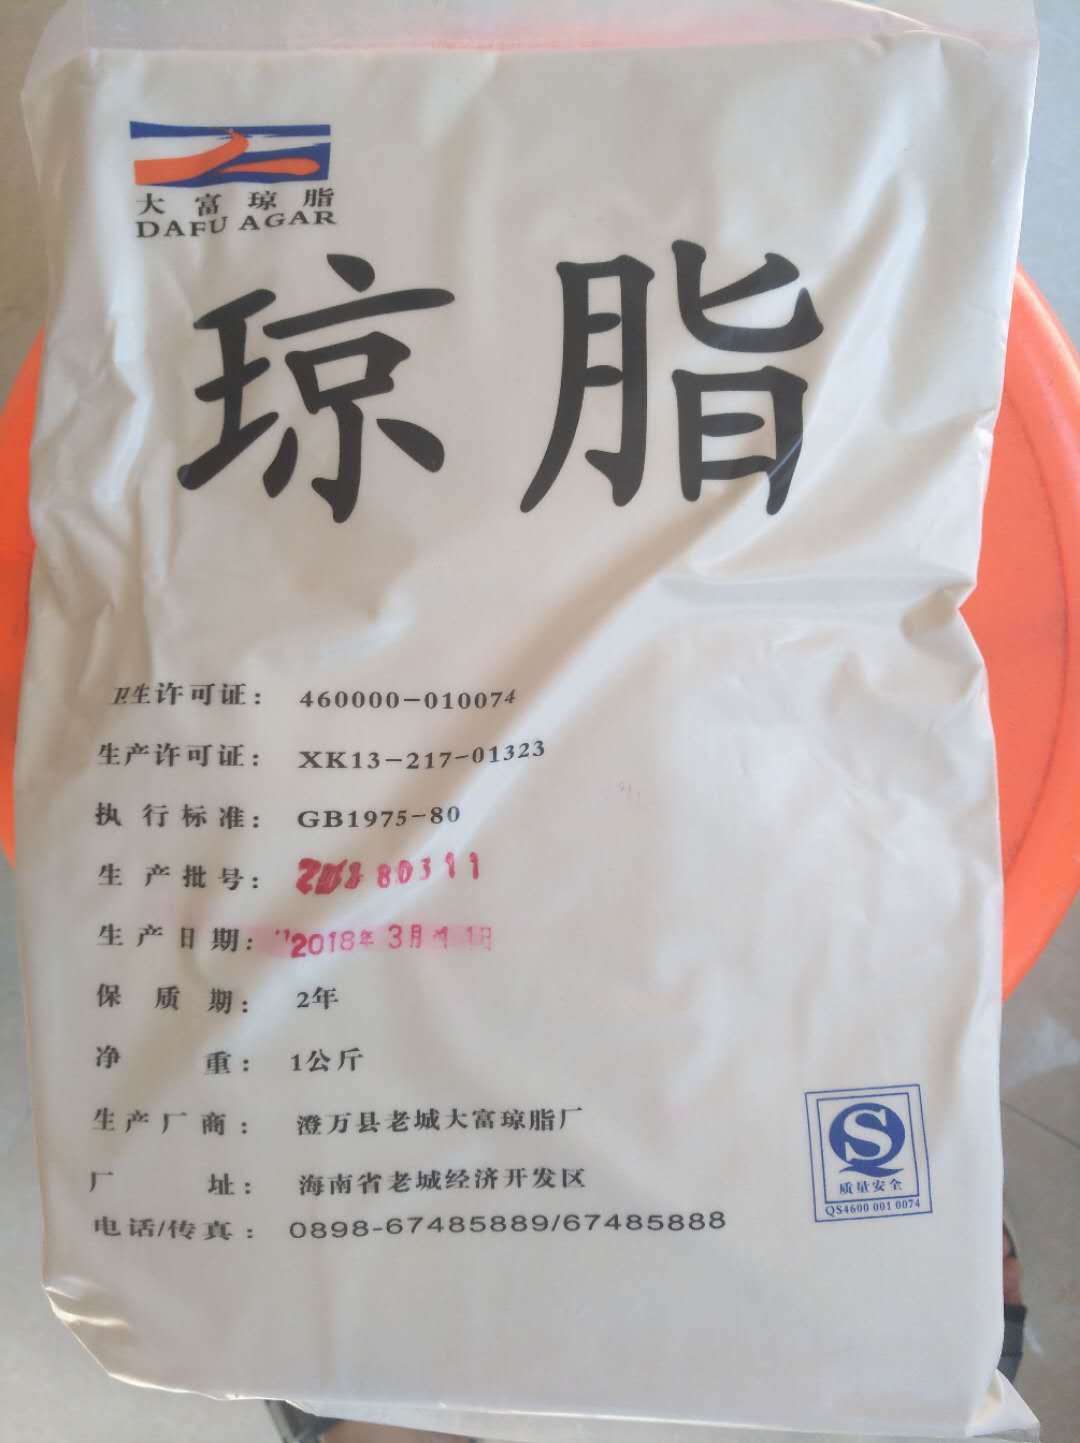 大富琼脂
DAFU AGAR
琼脂
卫生许可证: 460000-010074
生产许可证: XK13-217-01323
执行标准: GB1975-80
生产批号: 20180311
生产日期: 2018年3月11日
保质期: 2年
净重: 1公斤
生产厂商: 澄万县老城大富琼脂厂
厂址: 海南省老城经济开发区
电话/传真: 0898-67485889/67485888
质量安全
QS4600 001 0074